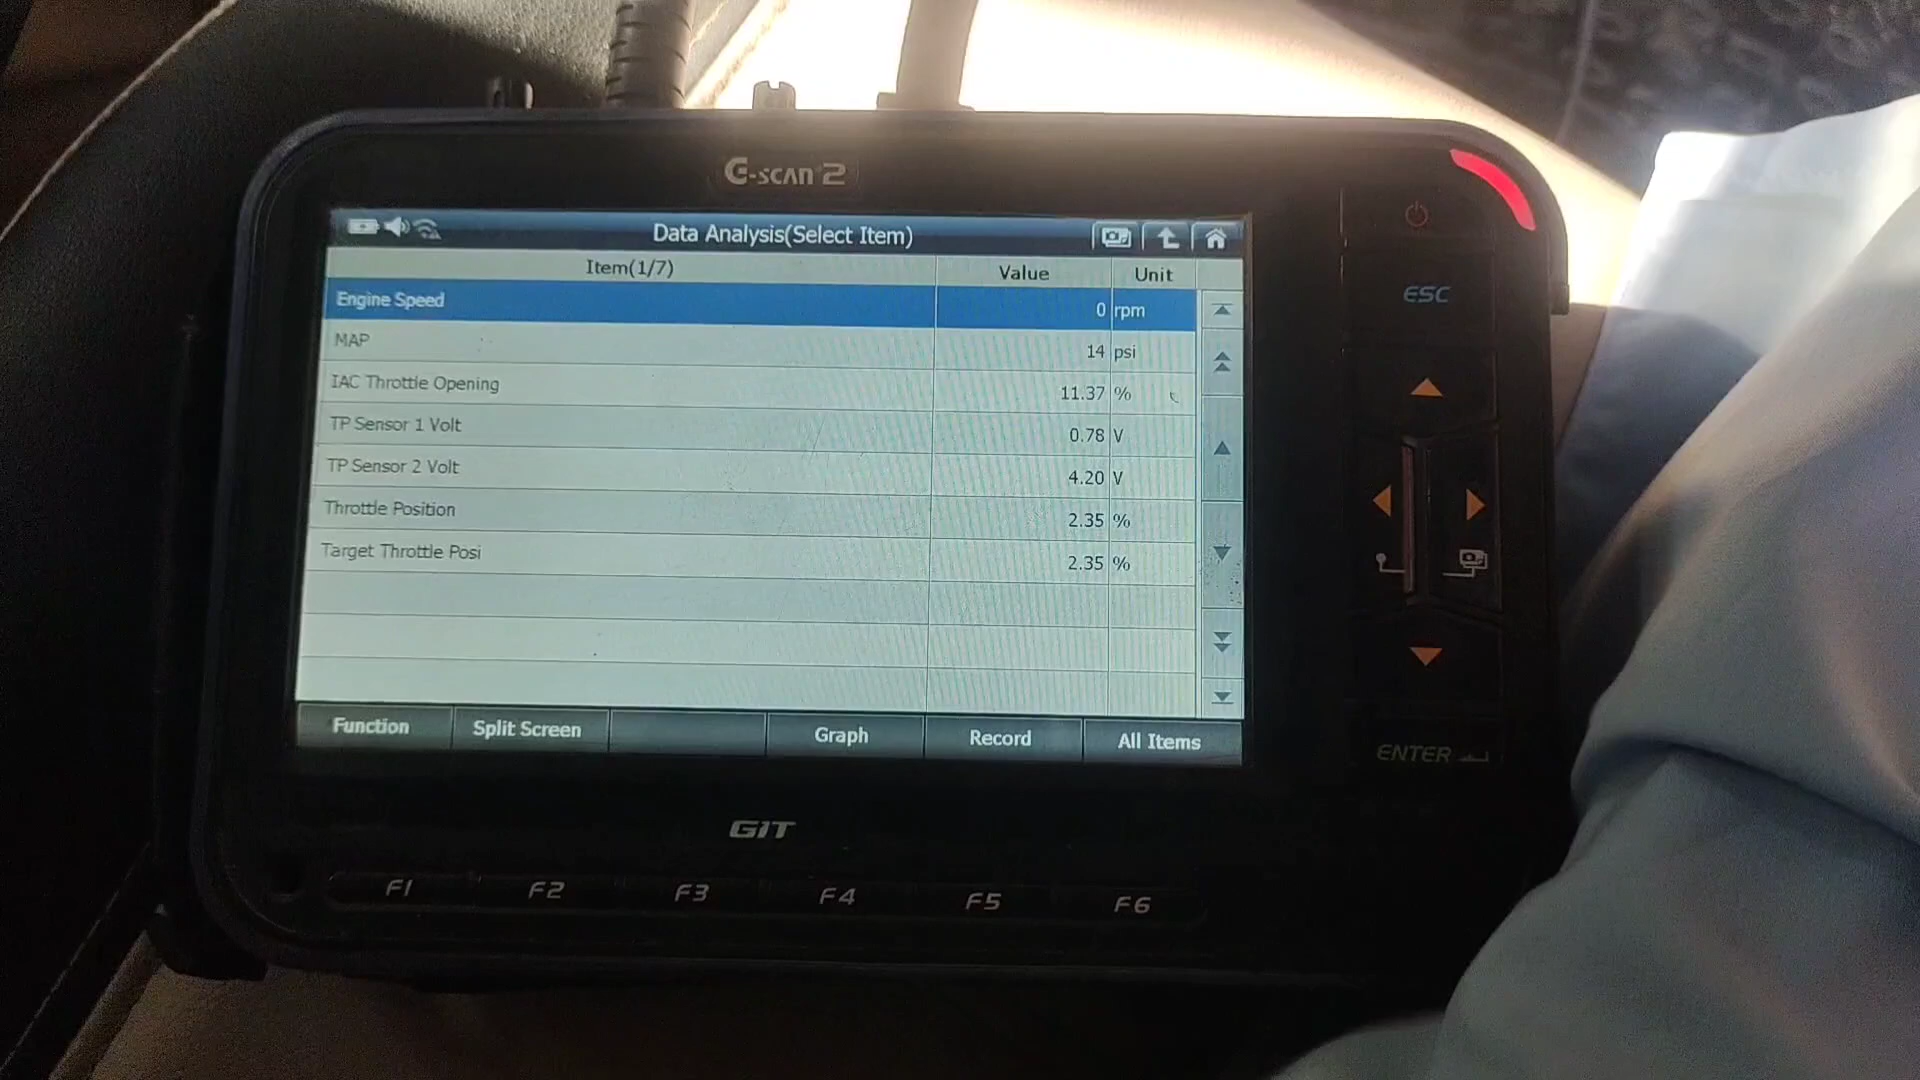 G-SCAN 2
Data Analysis(Select Item)
Item(1/7) Value Unit
Engine Speed 0 rpm
MAP 14 psi
IAC Throttle Opening 11.37 %
TP Sensor 1 Volt 0.78 V
TP Sensor 2 Volt 4.20 V
Throttle Position 2.35 %
Target Throttle Posi 2.35 %
Function Split Screen Graph Record All Items
ESC
ENTER
GIT
F1 F2 F3 F4 F5 F6